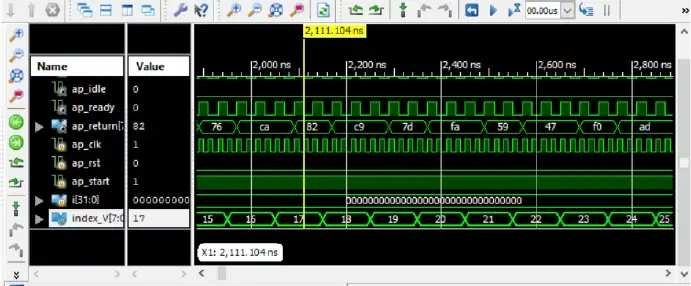 00.00us
»
2,111.104 ns
Name Value
2,000 ns 2,200 ns 2,400 ns 2,600 ns 2,800 ns
ap_idle 0
ap_ready 0
ap_return[7: 82 76 ca 82 c9 7d fa 59 47 f0 ad
ap_clk 1
ap_rst 0
ap_start 1
i[31:0] 000000000 00000000000000000000000000000000
index_V[7:0 17 15 16 17 18 19 20 21 22 23 24 25
X1: 2,111.104 ns